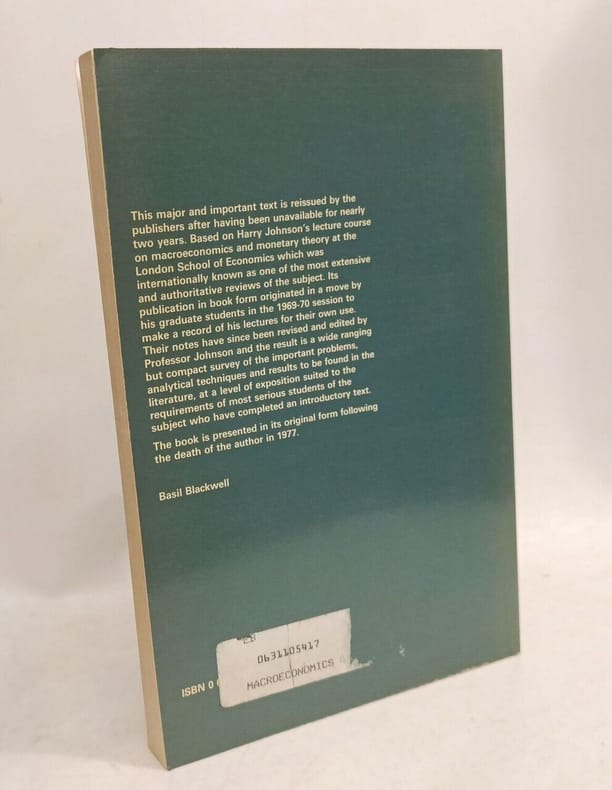 This major and important text is reissued by the
publishers after having been unavailable for nearly
two years. Based on Harry Johnson's lecture course
on macroeconomics and monetary theory at the
London School of Economics which was
internationally known as one of the most extensive
and authoritative reviews of the subject. Its
publication in book form originated in a move by
his graduate students in the 1969-70 session to
make a record of his lectures for their own use.
Their notes have since been revised and edited by
Professor Johnson and the result is a wide ranging
but compact survey of the important problems,
analytical techniques and results to be found in the
literature, at a level of exposition suited to the
requirements of most serious students of the
subject who have completed an introductory text.
The book is presented in its original form following
the death of the author in 1977.
Basil Blackwell
EB
0631105417
MACROECONOMICS
ISBN 0